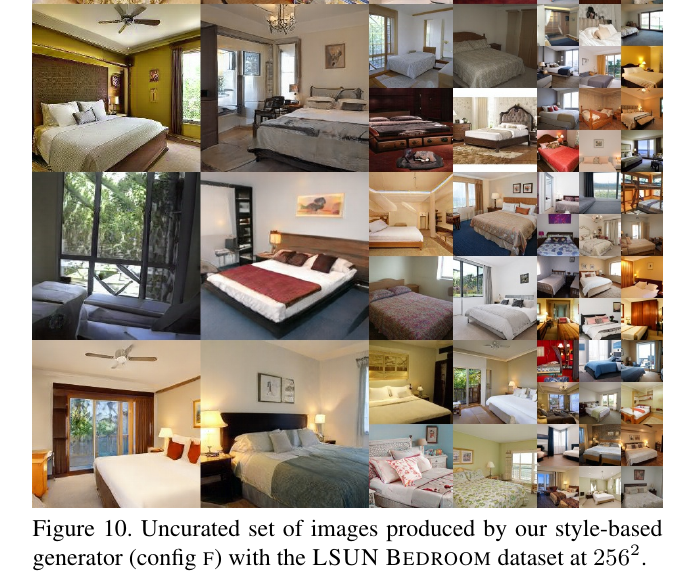 Figure 10. Uncurated set of images produced by our style-based
generator (config F) with the LSUN BEDROOM dataset at 256².